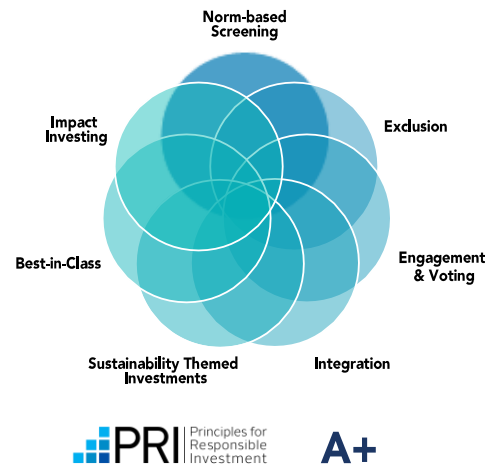 Norm-based
Screening
Impact
Investing
Exclusion
Best-in-Class
Engagement
& Voting
Sustainability Themed
Investments
Integration
PRI
Principles for
Responsible
Investment
A+